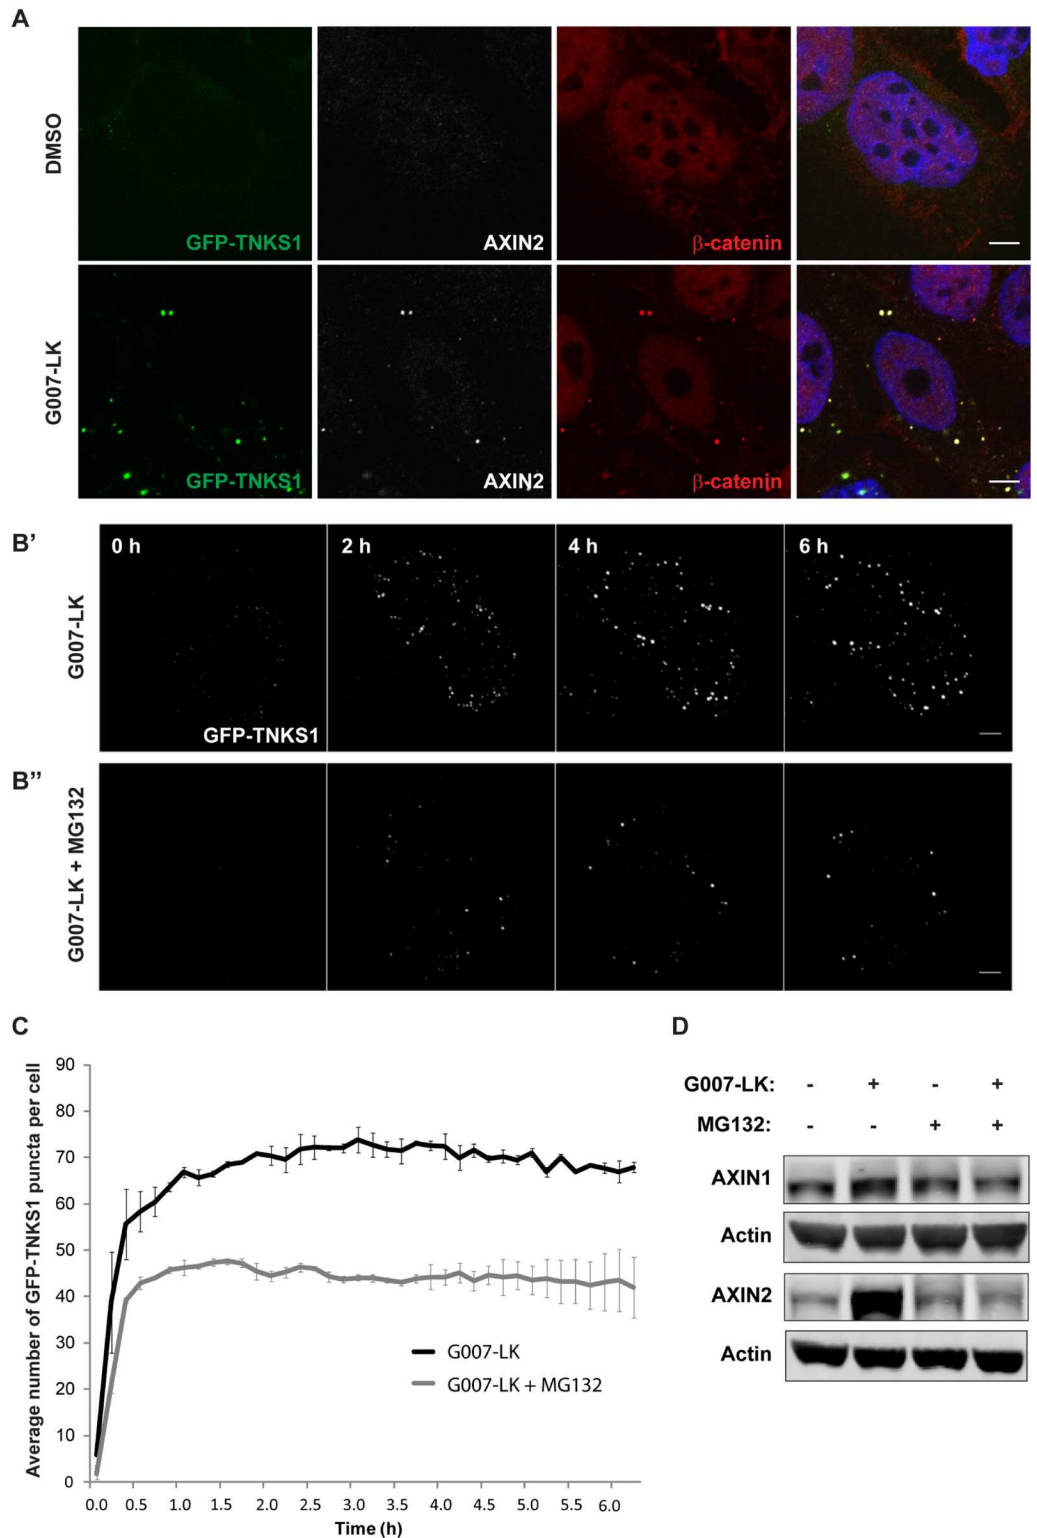 A
DMSO
GFP-TNKS1
AXIN2
β-catenin
G007-LK
GFP-TNKS1
AXIN2
β-catenin
B’
G007-LK
0 h
2 h
4 h
6 h
GFP-TNKS1
B”
G007-LK + MG132
C
Average number of GFP-TNKS1 puncta per cell
90
80
70
60
50
40
30
20
10
0
G007-LK
G007-LK + MG132
0.0 0.5 1.0 1.5 2.0 2.5 3.0 3.5 4.0 4.5 5.0 5.5 6.0
Time (h)
D
G007-LK: - + - +
MG132: - - + +
AXIN1
Actin
AXIN2
Actin